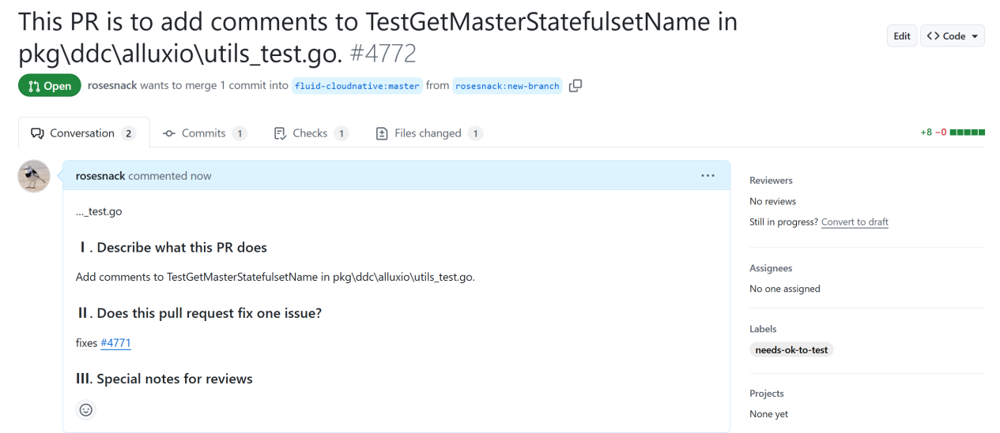 This PR is to add comments to TestGetMasterStatefulsetName in
pkg\ddc\alluxio\utils_test.go. #4772
Edit
<> Code
Open
rosesnack wants to merge 1 commit into fluid-cloudnative:master from rosesnack:new-branch
Conversation 2
Commits 1
Checks 1
Files changed 1
+8 −0
rosesnack commented now
..._test.go
Ⅰ. Describe what this PR does
Add comments to TestGetMasterStatefulsetName in pkg\ddc\alluxio\utils_test.go.
Ⅱ. Does this pull request fix one issue?
fixes #4771
Ⅲ. Special notes for reviews
Reviewers
No reviews
Still in progress? Convert to draft
Assignees
No one assigned
Labels
needs-ok-to-test
Projects
None yet